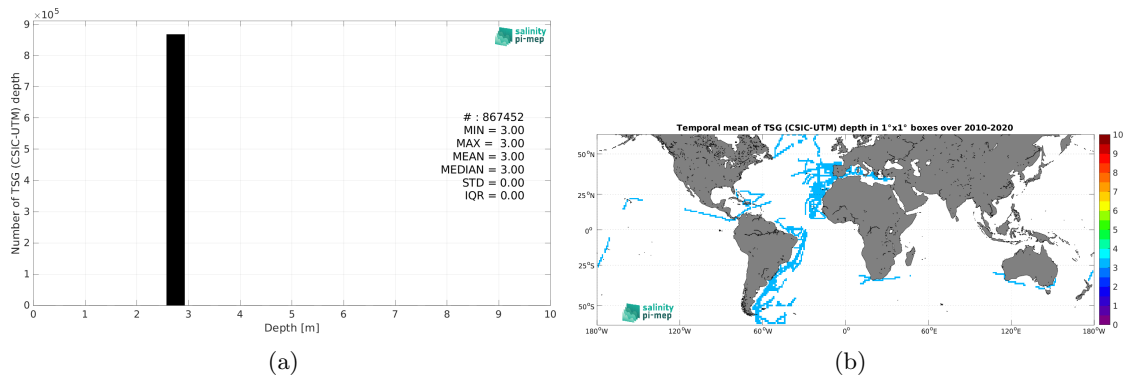 ×10⁵
9
8
7
6
5
4
3
2
1
0
Number of TSG (CSIC-UTM) depth
salinity
pi-mep
# : 867452
MIN = 3.00
MAX = 3.00
MEAN = 3.00
MEDIAN = 3.00
STD = 0.00
IQR = 0.00
0 1 2 3 4 5 6 7 8 9 10
Depth [m]
(a)
Temporal mean of TSG (CSIC-UTM) depth in 1°x1° boxes over 2010-2020
50°N
25°N
0°
25°S
50°S
salinity
pi-mep
180°W 120°W 60°W 0° 60°E 120°E 180°W
10
9
8
7
6
5
4
3
2
1
0
(b)